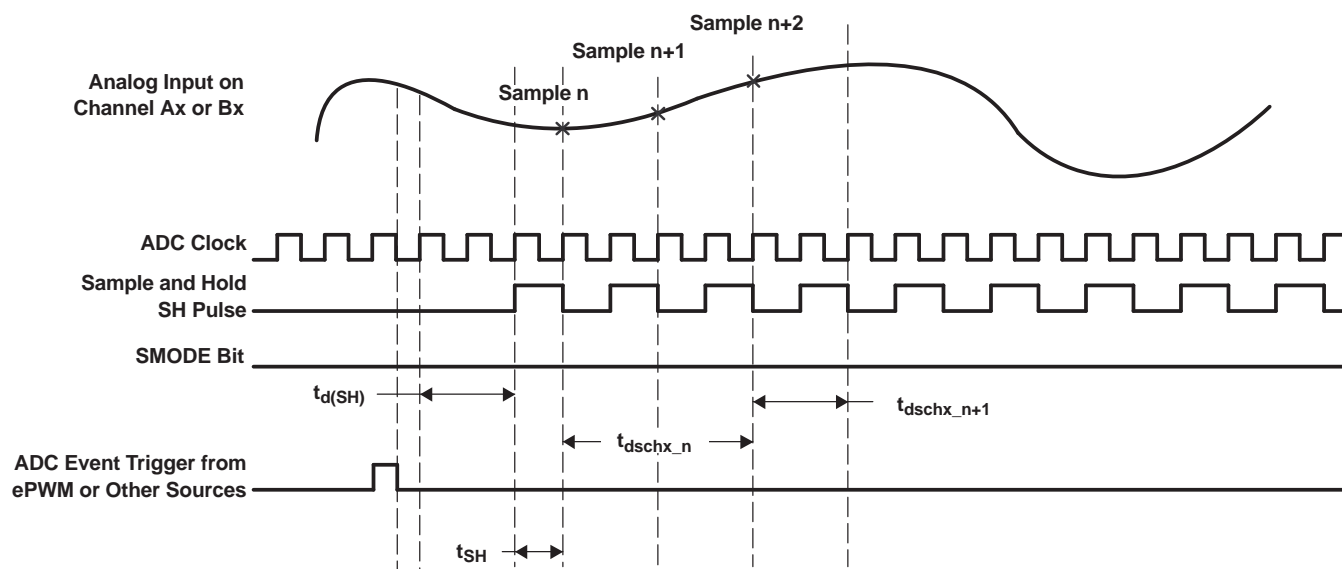 Sample n+2
Sample n+1
Analog Input on
Channel Ax or Bx
Sample n
ADC Clock
Sample and Hold
SH Pulse
SMODE Bit
td(SH)
tdschx_n+1
tdschx_n
ADC Event Trigger from
ePWM or Other Sources
tSH